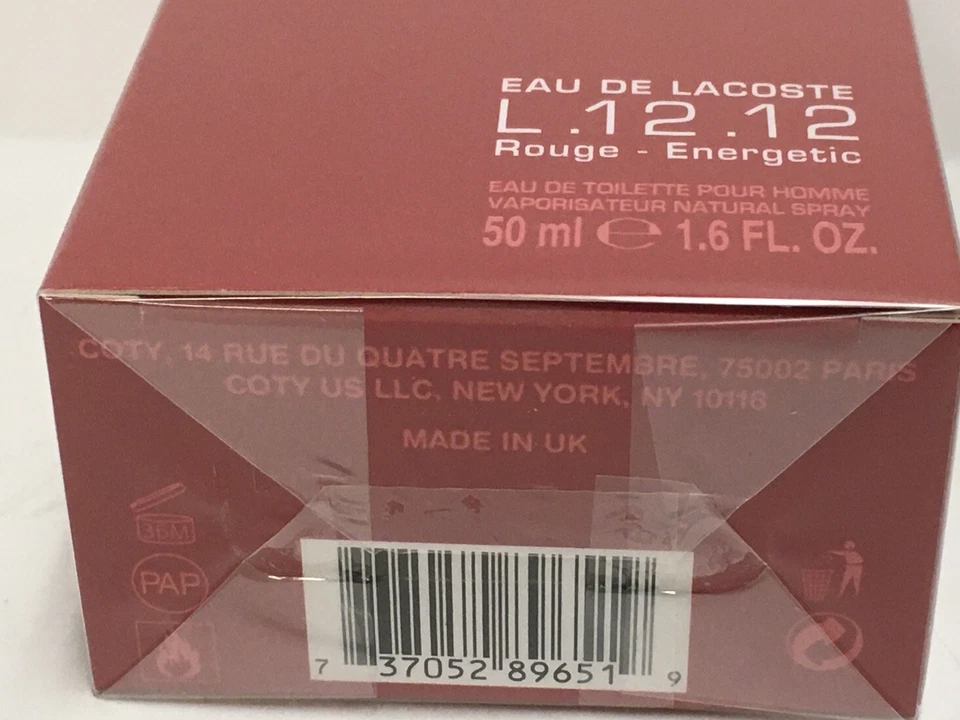 EAU DE LACOSTE
L.12.12
Rouge - Energetic
EAU DE TOILETTE POUR HOMME
VAPORISATEUR NATURAL SPRAY
50 ml ℮ 1.6 FL. OZ.
COTY, 14 RUE DU QUATRE SEPTEMBRE, 75002 PARIS
COTY US LLC, NEW YORK, NY 10118
MADE IN UK
36M
PAP
7 37052 89651 9